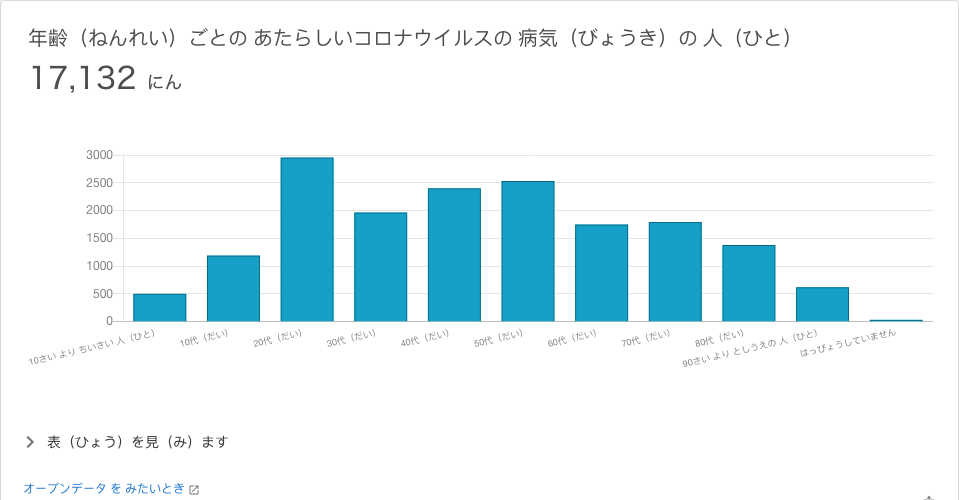 年齢（ねんれい）ごとの あたらしいコロナウイルスの 病気（びょうき）の 人（ひと）
17,132 にん
3000
2500
2000
1500
1000
500
0
10さい より ちいさい 人（ひと）
10代（だい）
20代（だい）
30代（だい）
40代（だい）
50代（だい）
60代（だい）
70代（だい）
80代（だい）
90さい より としうえの 人（ひと）
はっぴょうしていません
表（ひょう）を見（み）ます
オープンデータ を みたいとき